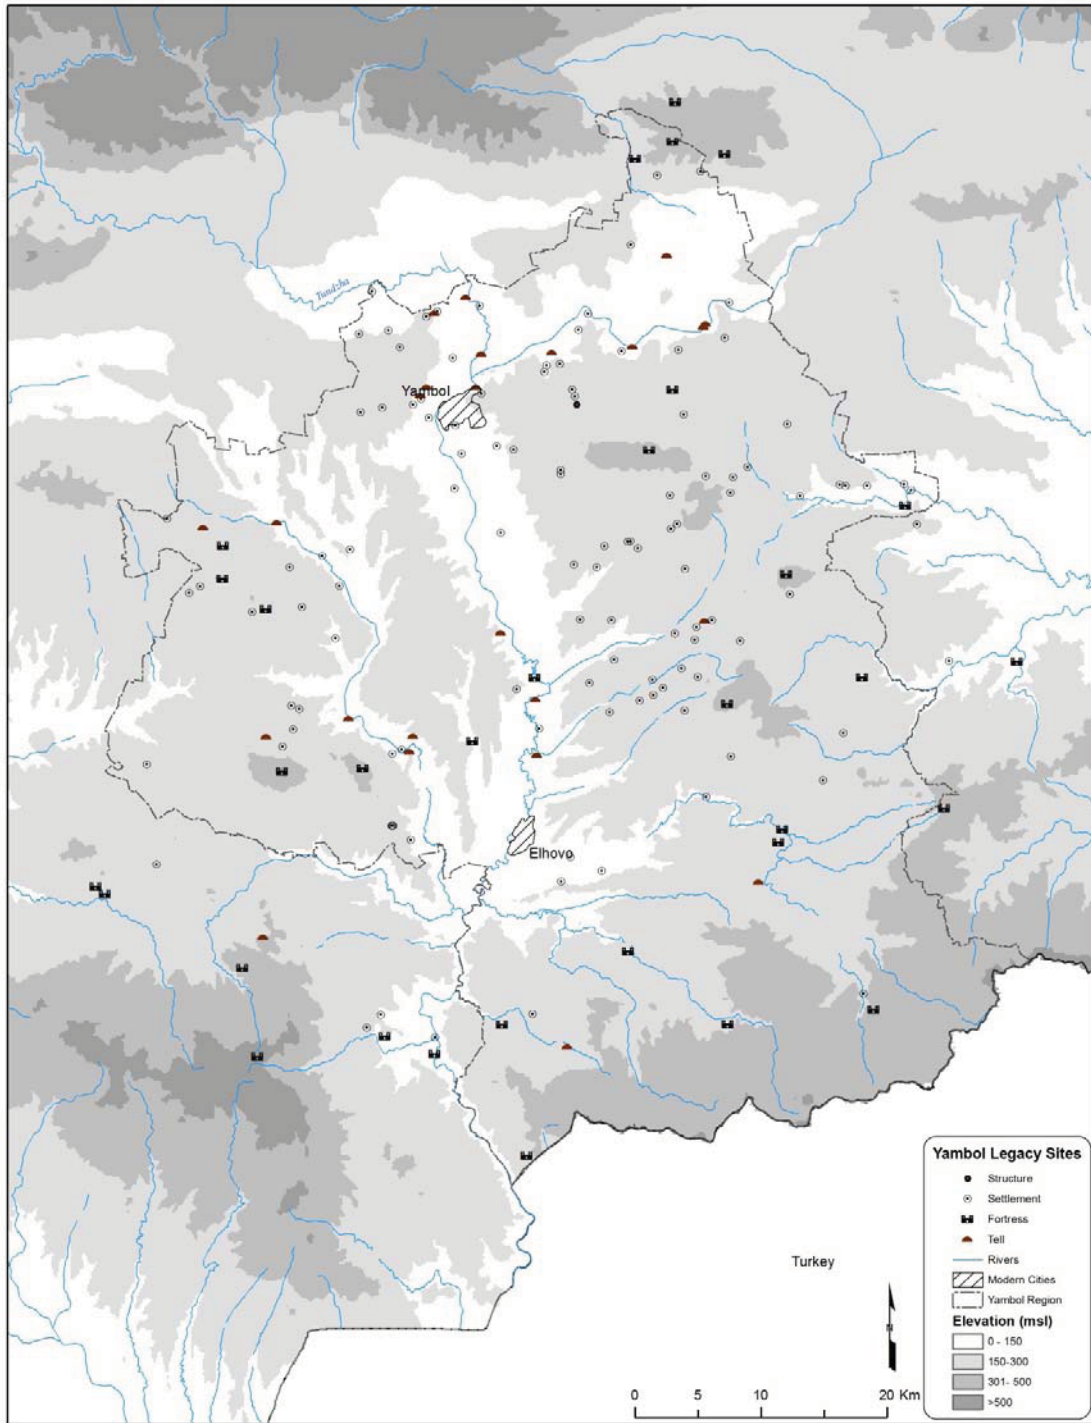 Tundzha
Yambol
Elhovo
Turkey
Yambol Legacy Sites
Structure
Settlement
Fortress
Tell
Rivers
Modern Cities
Yambol Region
Elevation (msl)
0 - 150
150-300
301- 500
>500
N
0 5 10 20 Km